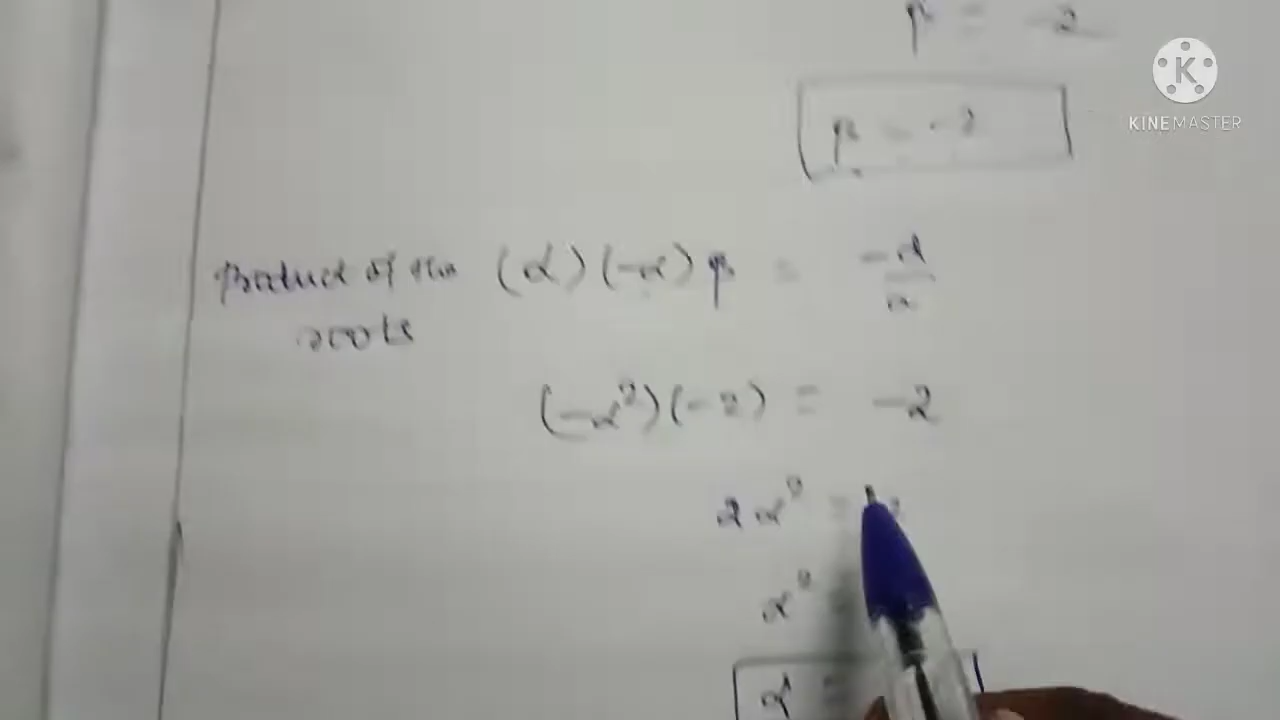 β = -2
KINEMASTER
β = -2
Product of the (α)(-α) β = -d/a
roots
(-α²)(-2) = -2
2α² =
α²
α =